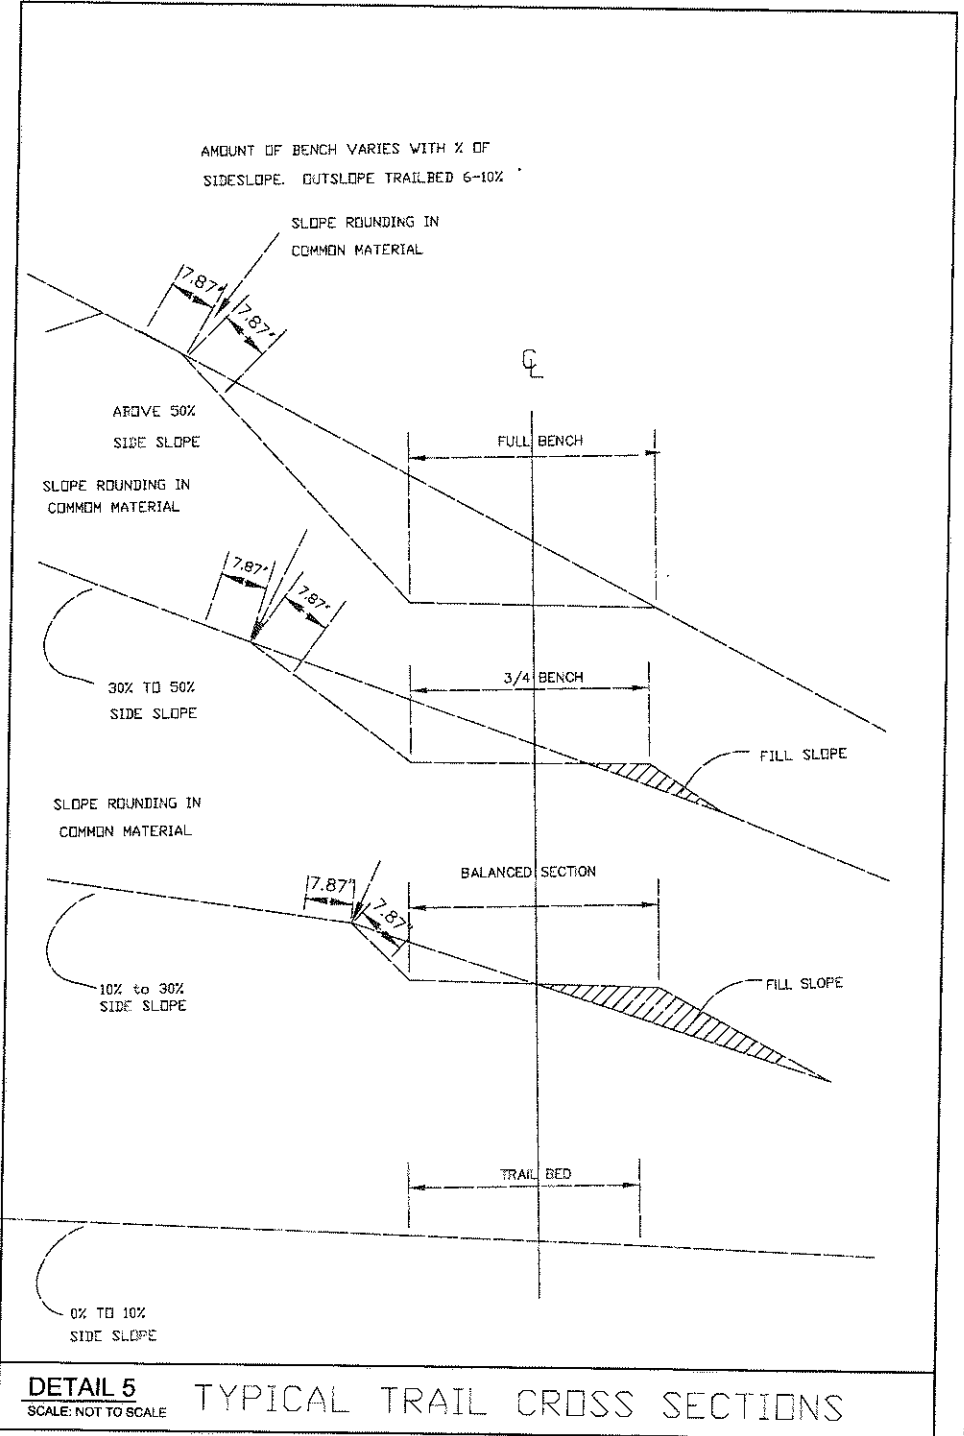 AMOUNT OF BENCH VARIES WITH % OF
SIDESLOPE. OUTSLOPE TRAILBED 6-10%
SLOPE ROUNDING IN
COMMON MATERIAL
7.87"
7.87"
℄
ABOVE 50%
SIDE SLOPE
FULL BENCH
SLOPE ROUNDING IN
COMMOM MATERIAL
7.87"
7.87"
30% TO 50%
SIDE SLOPE
3/4 BENCH
FILL SLOPE
SLOPE ROUNDING IN
COMMON MATERIAL
7.87"
7.87"
BALANCED SECTION
10% to 30%
SIDE SLOPE
FILL SLOPE
TRAIL BED
0% TO 10%
SIDE SLOPE
DETAIL 5
SCALE: NOT TO SCALE
TYPICAL TRAIL CROSS SECTIONS